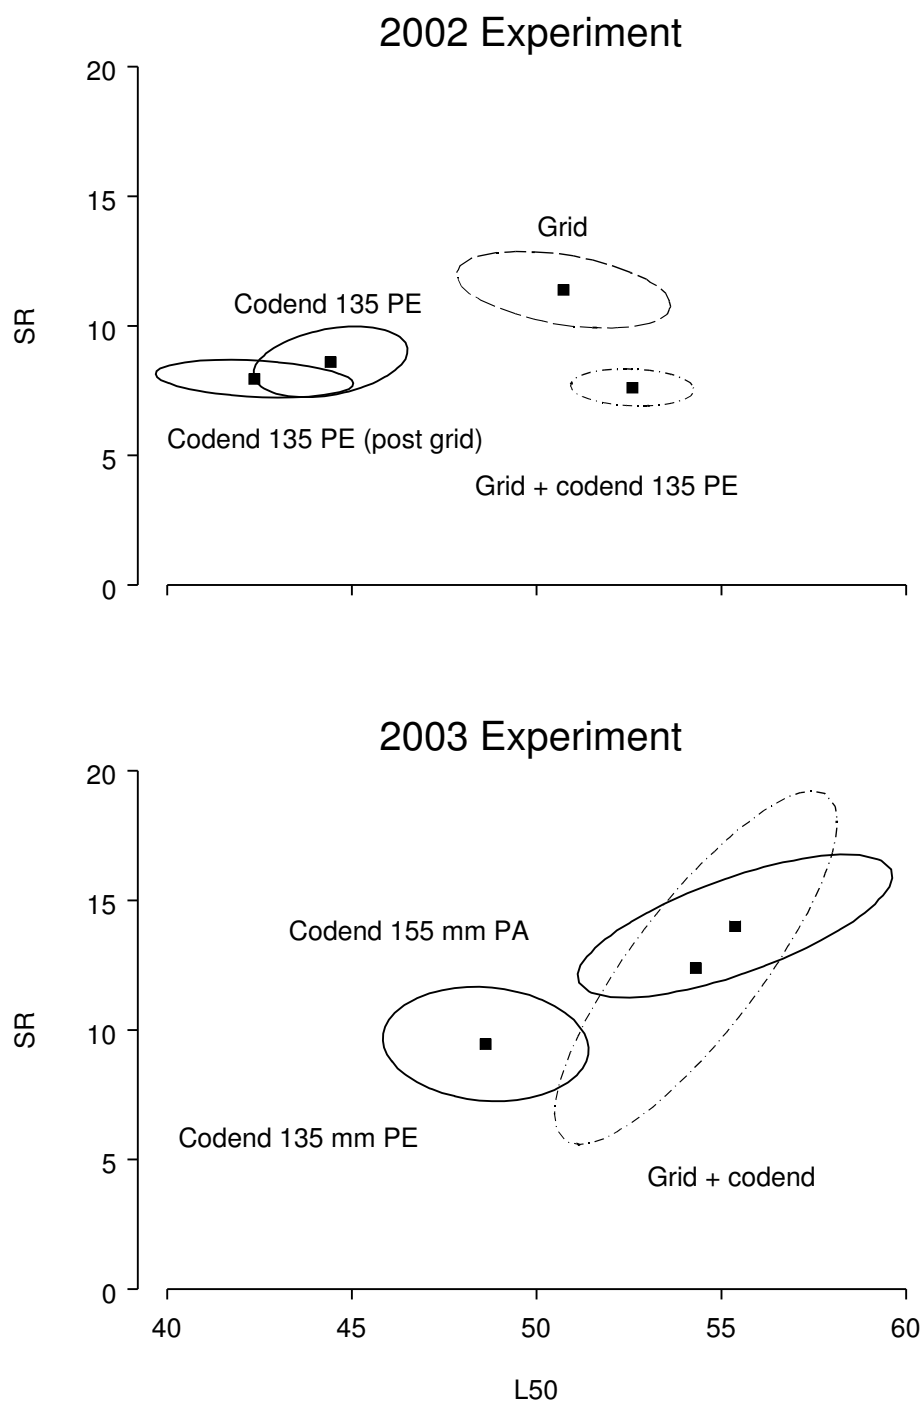 2002 Experiment
20
15
10
5
0
SR
Grid
Codend 135 PE
Codend 135 PE (post grid)
Grid + codend 135 PE
2003 Experiment
20
15
10
5
0
SR
Codend 155 mm PA
Codend 135 mm PE
Grid + codend
40 45 50 55 60
L50